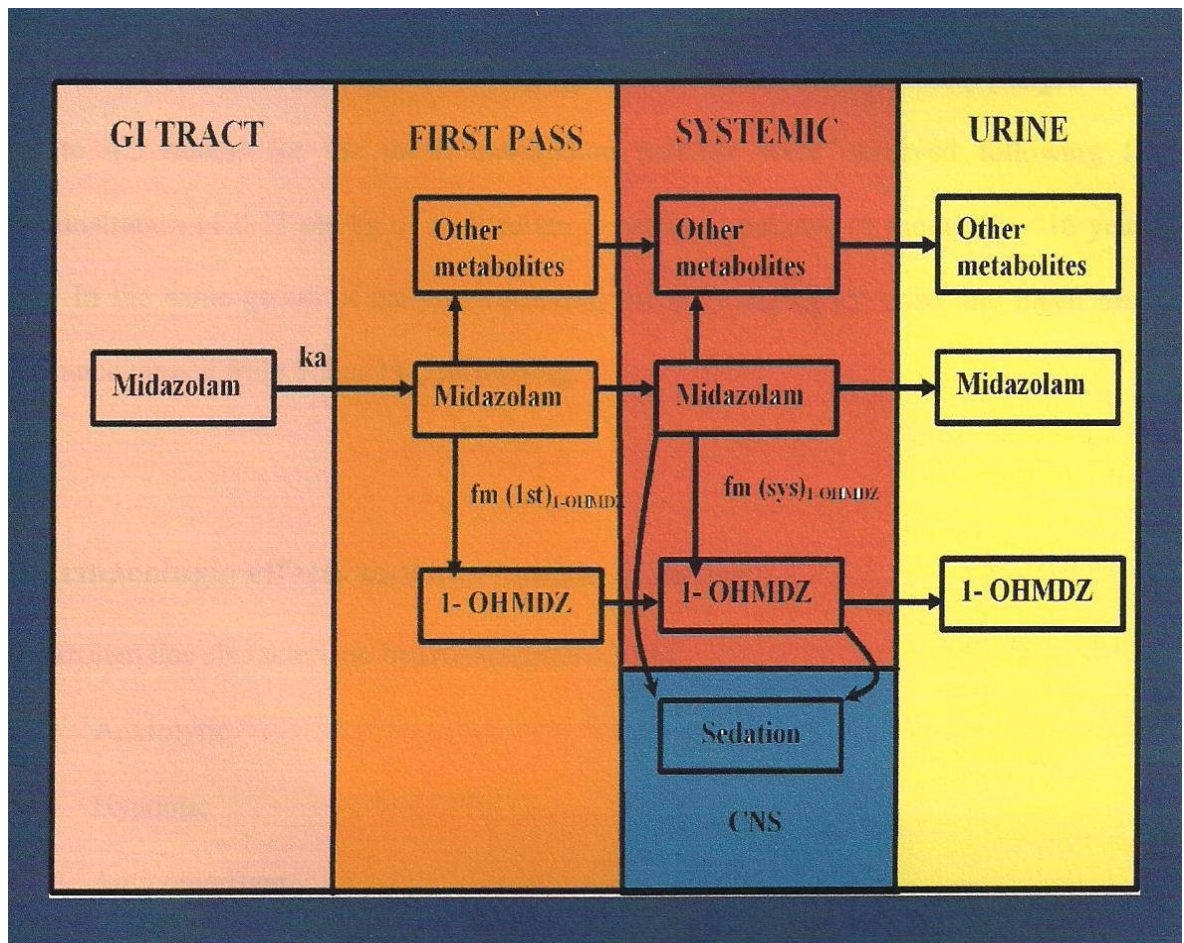 GI TRACT
FIRST PASS
SYSTEMIC
URINE
Other
metabolites
Other
metabolites
Other
metabolites
Midazolam
ka
Midazolam
Midazolam
Midazolam
fm (1st)1-OHMDZ
fm (sys)1-OHMDZ
1- OHMDZ
1- OHMDZ
1- OHMDZ
Sedation
CNS